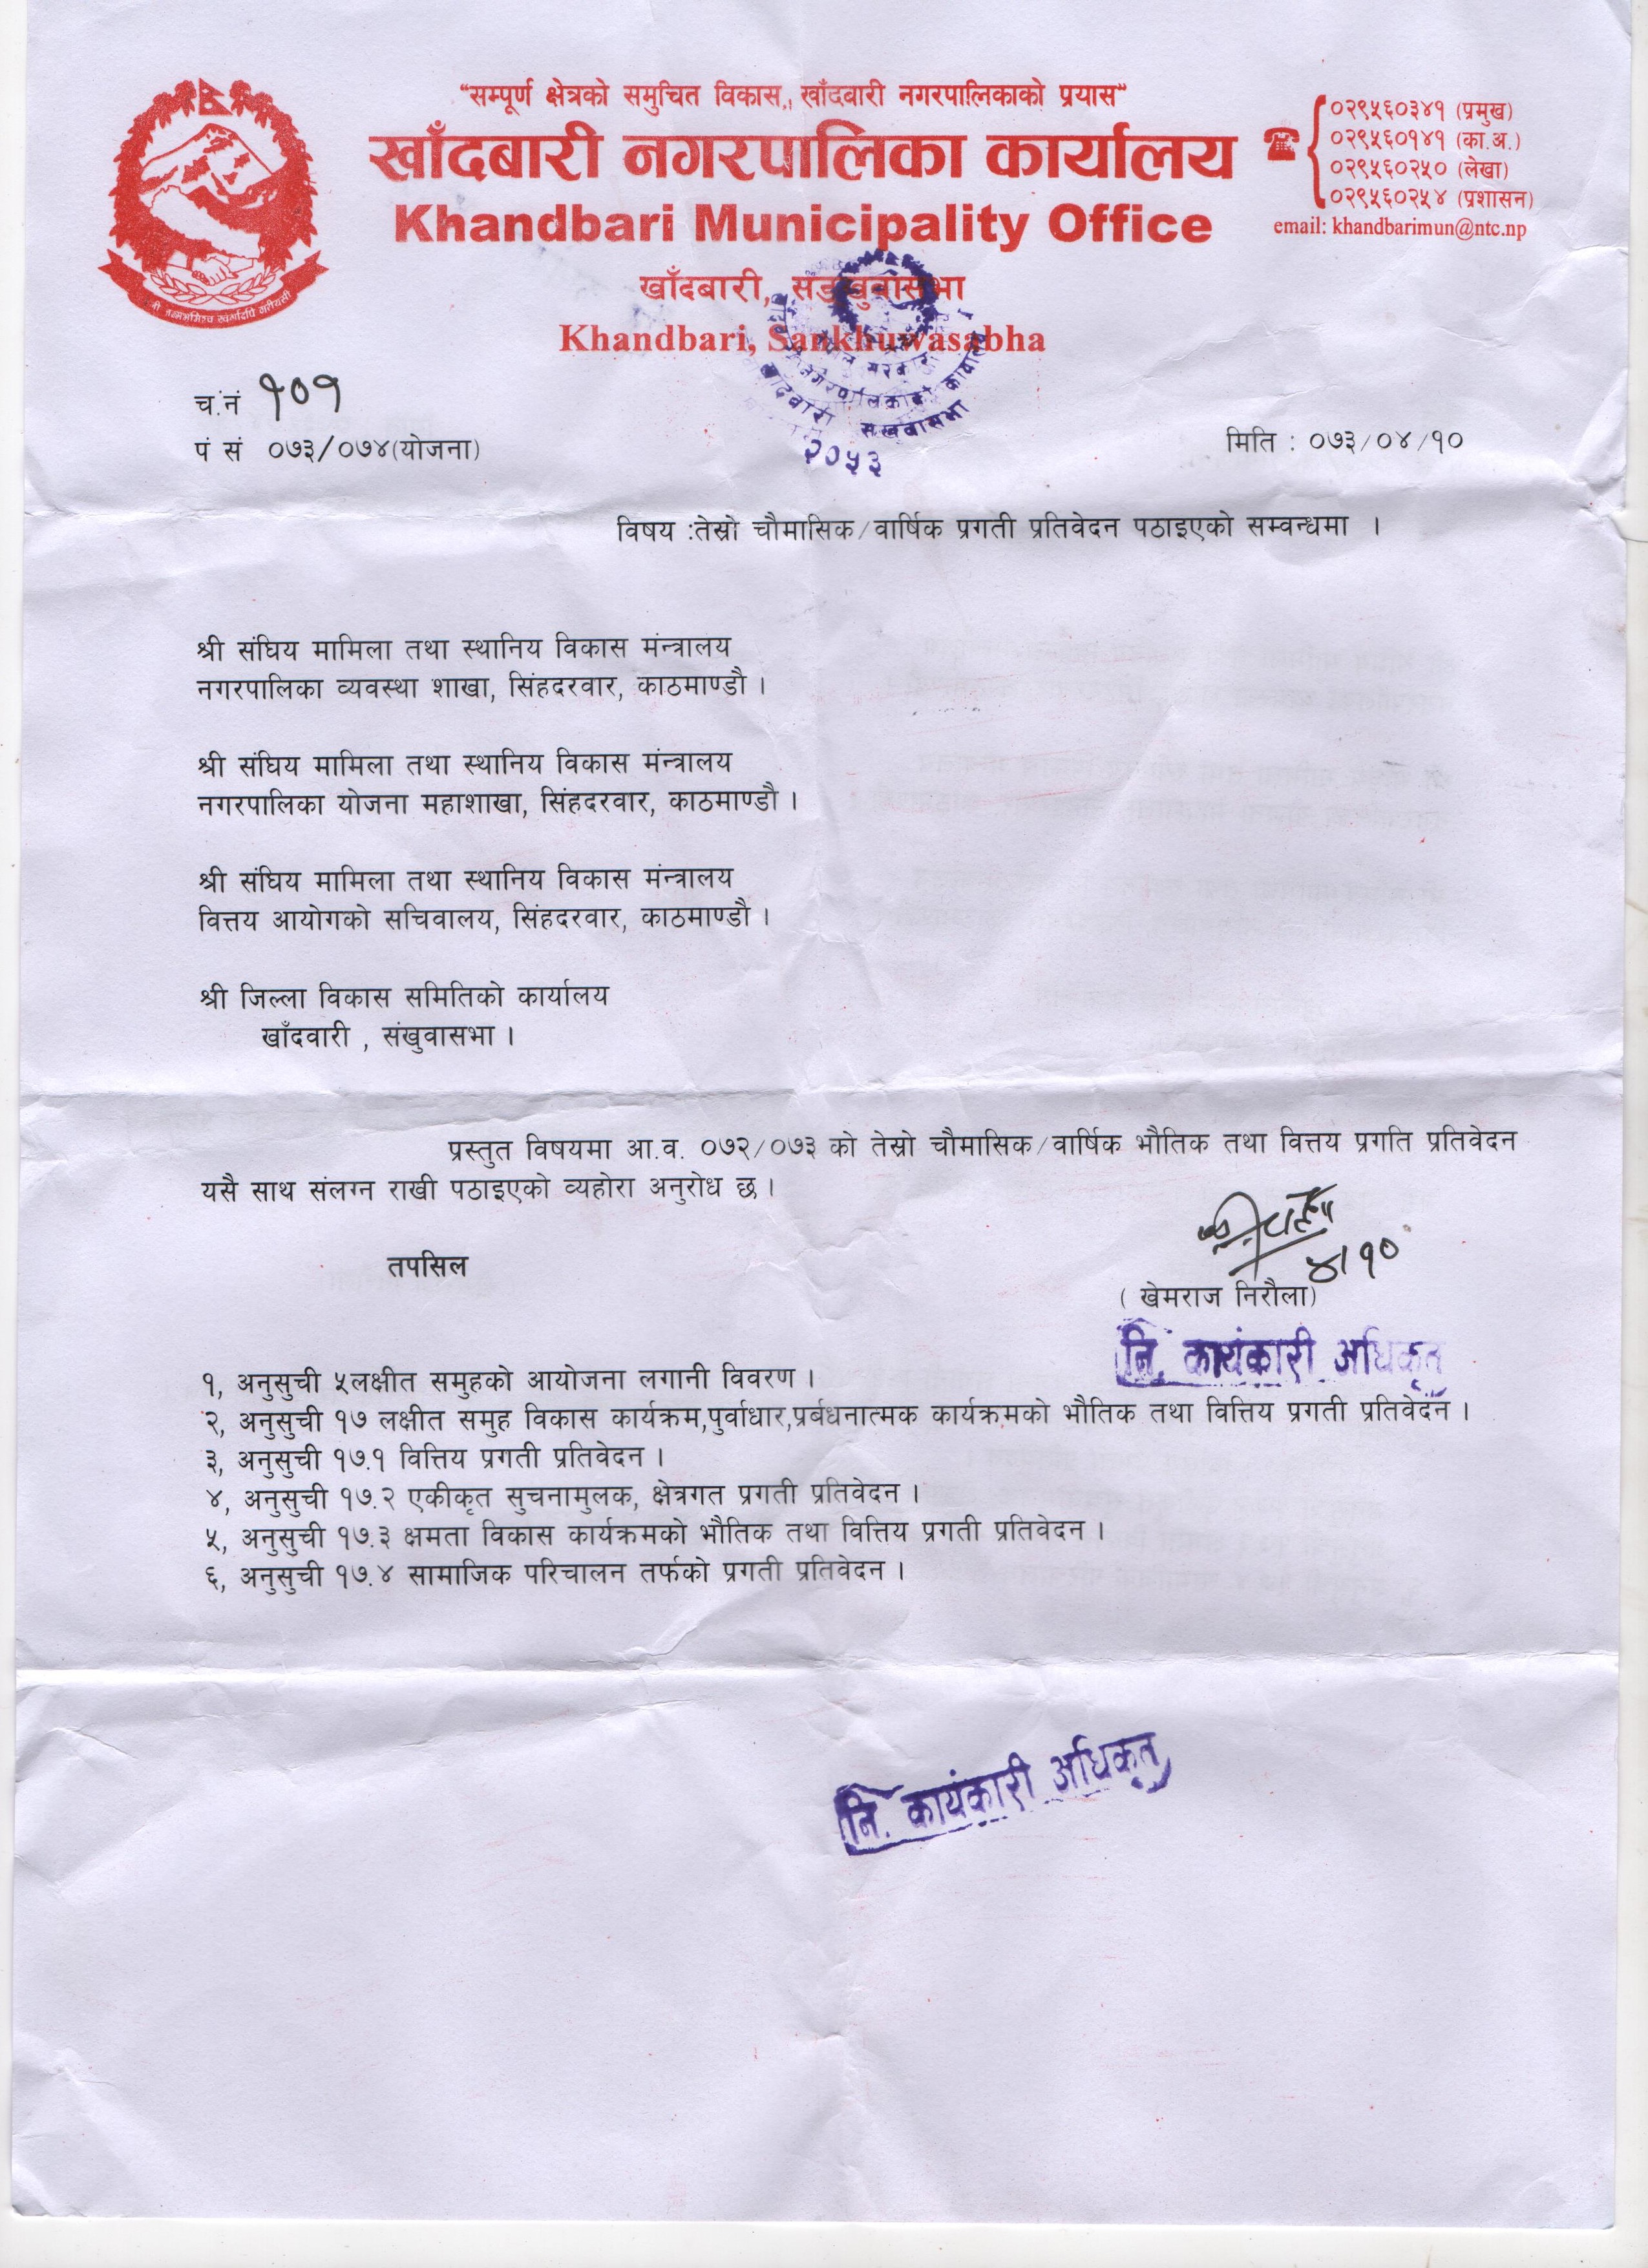 “सम्पूर्ण क्षेत्रको समुचित विकास,, खाँदबारी नगरपालिकाको प्रयास”
खाँदबारी नगरपालिका कार्यालय
Khandbari Municipality Office
खाँदबारी, सङ्खुवासभा
Khandbari, Sankhuwasabha
०२९५६०३४१ (प्रमुख)
०२९५६०१४१ (का.अ.)
०२९५६०२५० (लेखा)
०२९५६०२५४ (प्रशासन)
email: khandbarimun@ntc.np
नगरपालिकाको कार्यालय
खाँदबारी संखुवासभा
२०५३
च.नं १०१
पं सं ०७३/०७४(योजना)
मिति : ०७३/०४/१०
विषय :तेस्रो चौमासिक/वार्षिक प्रगती प्रतिवेदन पठाइएको सम्वन्धमा ।
श्री संघिय मामिला तथा स्थानिय विकास मंन्त्रालय
नगरपालिका व्यवस्था शाखा, सिंहदरवार, काठमाण्डौ ।
श्री संघिय मामिला तथा स्थानिय विकास मंन्त्रालय
नगरपालिका योजना महाशाखा, सिंहदरवार, काठमाण्डौ ।
श्री संघिय मामिला तथा स्थानिय विकास मंन्त्रालय
वित्तय आयोगको सचिवालय, सिंहदरवार, काठमाण्डौ ।
श्री जिल्ला विकास समितिको कार्यालय
खाँदवारी , संखुवासभा ।
प्रस्तुत विषयमा आ.व. ०७२/०७३ को तेस्रो चौमासिक/वार्षिक भौतिक तथा वित्तय प्रगति प्रतिवेदन
यसै साथ संलग्न राखी पठाइएको व्यहोरा अनुरोध छ ।
तपसिल
४।१०
( खेमराज निरौला)
नि. कार्यकारी अधिकृत
१, अनुसुची ५लक्षीत समुहको आयोजना लगानी विवरण ।
२, अनुसुची १७ लक्षीत समुह विकास कार्यक्रम,पुर्वाधार,प्रर्बधनात्मक कार्यक्रमको भौतिक तथा वित्तिय प्रगती प्रतिवेदन ।
३, अनुसुची १७.१ वित्तिय प्रगती प्रतिवेदन ।
४, अनुसुची १७.२ एकीकृत सुचनामुलक, क्षेत्रगत प्रगती प्रतिवेदन ।
५, अनुसुची १७.३ क्षमता विकास कार्यक्रमको भौतिक तथा वित्तिय प्रगती प्रतिवेदन ।
६, अनुसुची १७.४ सामाजिक परिचालन तर्फको प्रगती प्रतिवेदन ।
नि. कार्यकारी अधिकृत